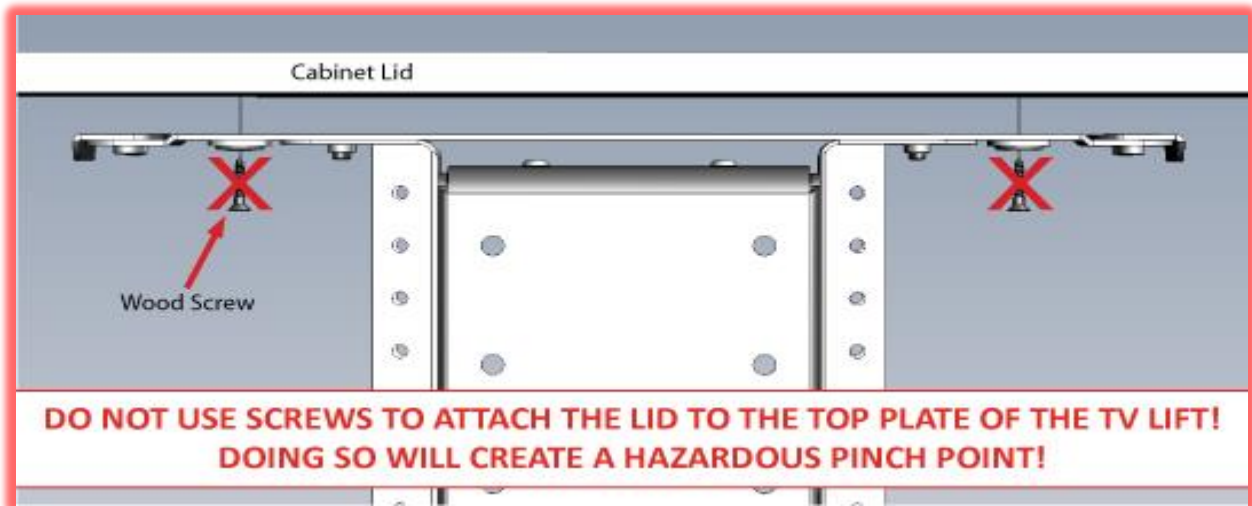 Cabinet Lid
Wood Screw
DO NOT USE SCREWS TO ATTACH THE LID TO THE TOP PLATE OF THE TV LIFT!
DOING SO WILL CREATE A HAZARDOUS PINCH POINT!